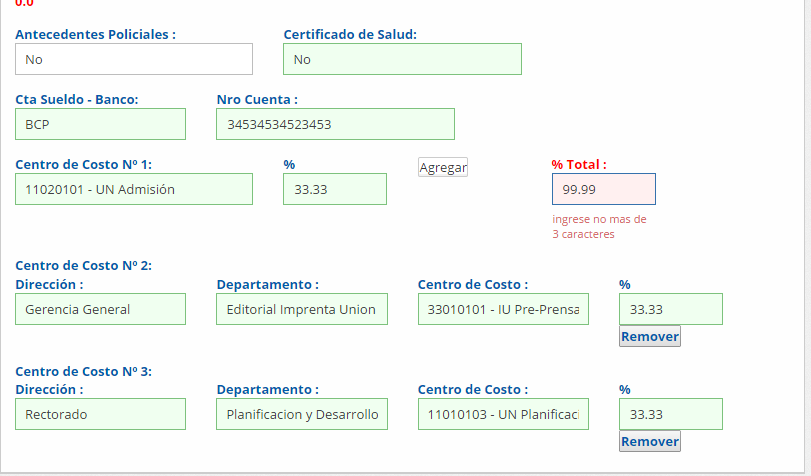 0.0
Antecedentes Policiales : Certificado de Salud:
No No
Cta Sueldo - Banco: Nro Cuenta :
BCP 34534534523453
Centro de Costo Nº 1: % Agregar % Total :
11020101 - UN Admisión 33.33 99.99
ingrese no mas de
3 caracteres
Centro de Costo Nº 2:
Dirección : Departamento : Centro de Costo : %
Gerencia General Editorial Imprenta Union 33010101 - IU Pre-Prensa 33.33
Remover
Centro de Costo Nº 3:
Dirección : Departamento : Centro de Costo : %
Rectorado Planificacion y Desarrollo 11010103 - UN Planificaci 33.33
Remover